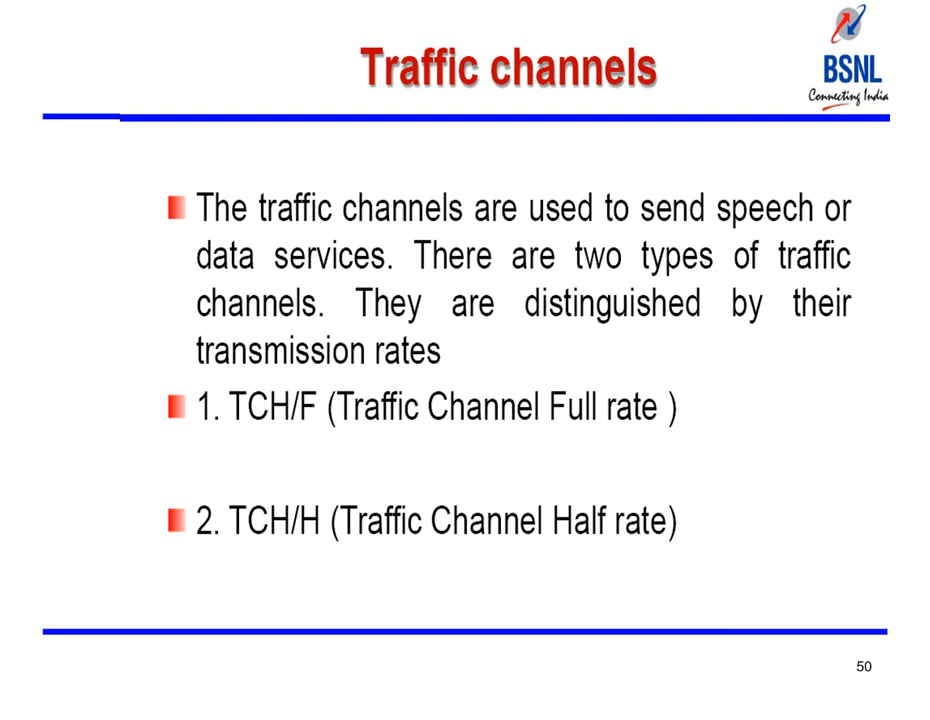 Traffic channels
BSNL
Connecting India
The traffic channels are used to send speech or
data services. There are two types of traffic
channels. They are distinguished by their
transmission rates
1. TCH/F (Traffic Channel Full rate )
2. TCH/H (Traffic Channel Half rate)
50